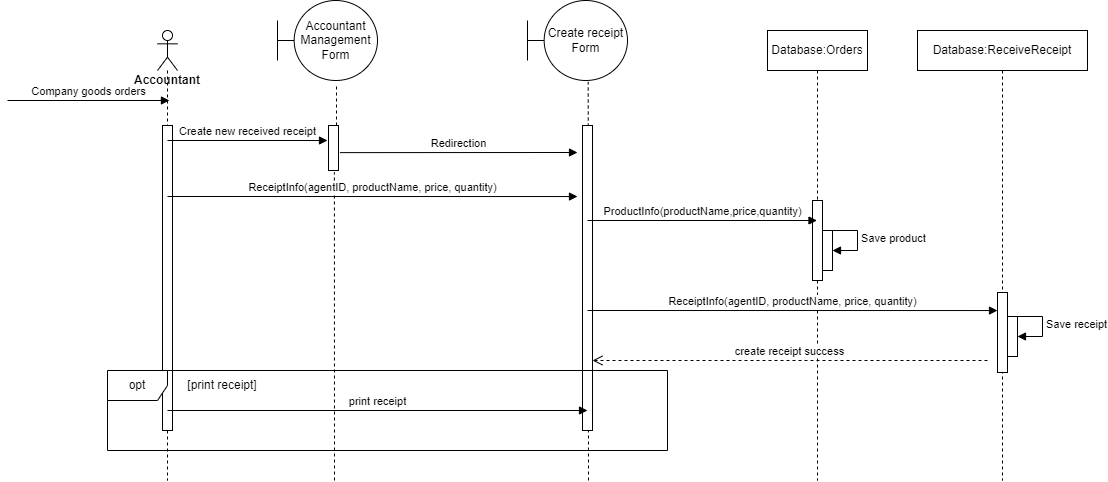 Accountant
Management
Form
Create receipt
Form
Database:Orders
Database:ReceiveReceipt
Accountant
Company goods orders
Create new received receipt
Redirection
ReceiptInfo(agentID, productName, price, quantity)
ProductInfo(productName,price,quantity)
Save product
ReceiptInfo(agentID, productName, price, quantity)
Save receipt
create receipt success
opt
[print receipt]
print receipt